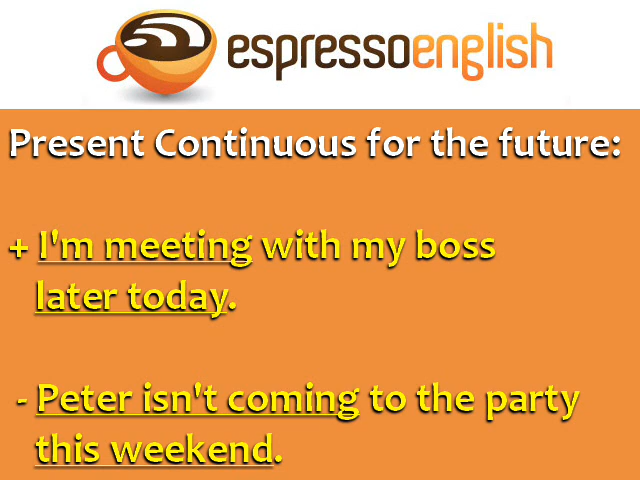 espressoenglish
Present Continuous for the future:
+ I'm meeting with my boss
later today.
- Peter isn't coming to the party
this weekend.